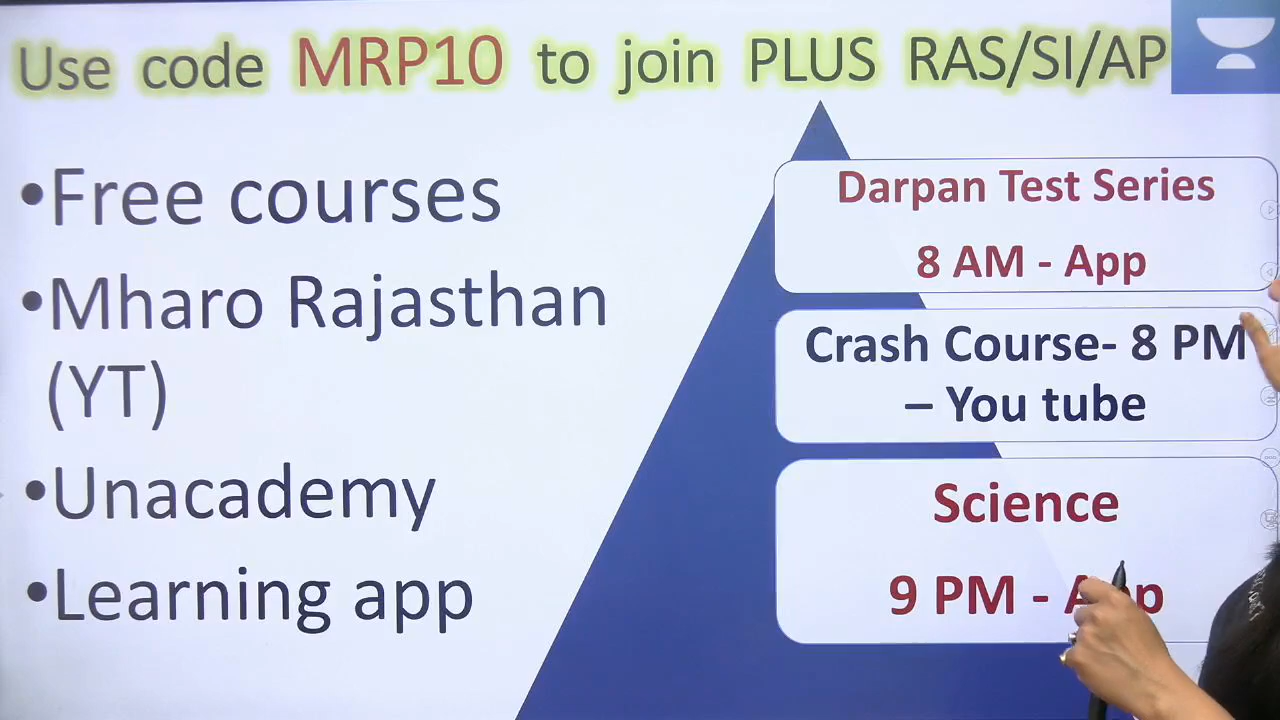 Use code MRP10 to join PLUS RAS/SI/AP
•Free courses
•Mharo Rajasthan
(YT)
•Unacademy
•Learning app
Darpan Test Series
8 AM - App
Crash Course- 8 PM
– You tube
Science
9 PM - App